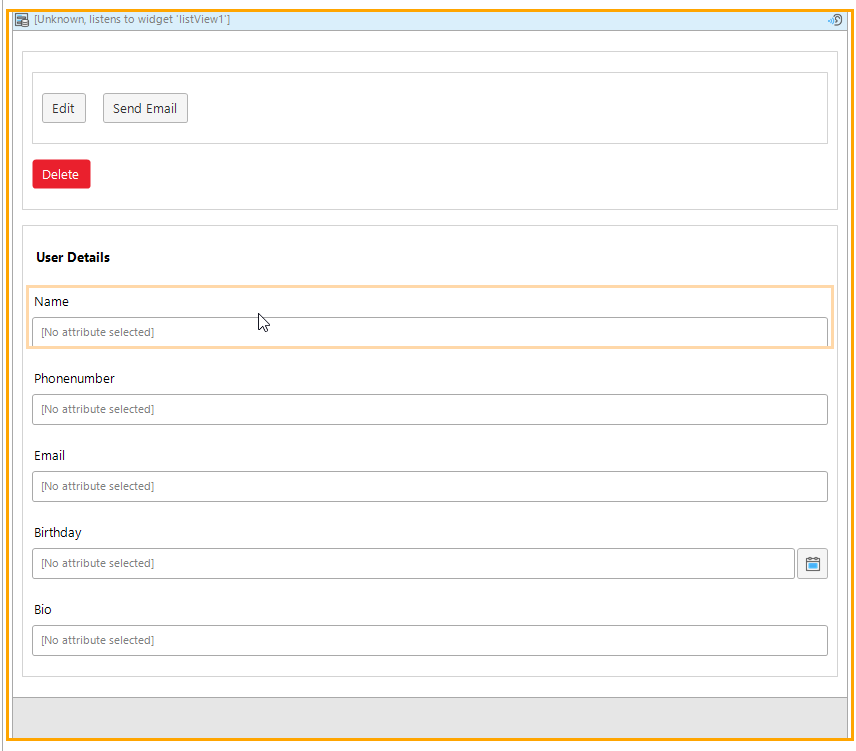 [Unknown, listens to widget 'listView1']
Edit Send Email
Delete
User Details
Name
[No attribute selected]
Phonenumber
[No attribute selected]
Email
[No attribute selected]
Birthday
[No attribute selected]
Bio
[No attribute selected]